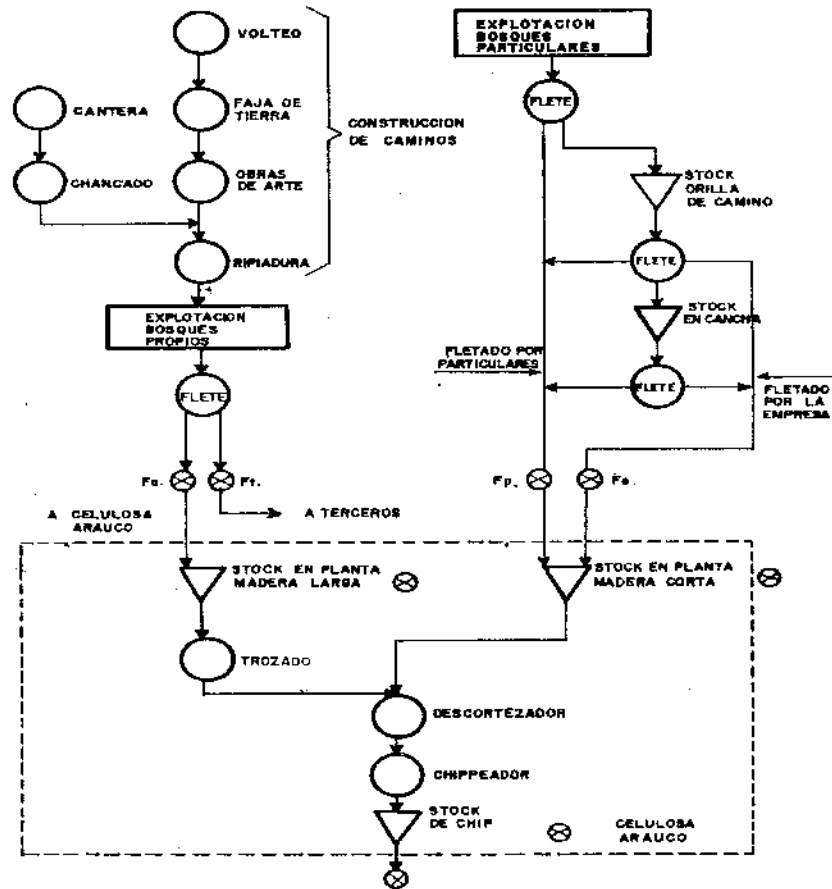 VOLTEO
EXPLOTACION
BOSQUES
PARTICULARES
CANTERA
FAJA DE
TIERRA
FLETE
CONSTRUCCION
DE CAMINOS
CHANCADO
OBRAS
DE ARTE
STOCK
ORILLA
DE CAMINO
RIPIADURA
FLETE
EXPLOTACION
BOSQUES
PROPIOS
STOCK
EN CANCHA
FLETADO POR
PARTICULARES
FLETE
FLETE
FLETADO
POR LA
EMPRESA
Fa.
Ft.
Fp.
Fe.
A CELULOSA
ARAUCO
A TERCEROS
STOCK EN PLANTA
MADERA LARGA
STOCK EN PLANTA
MADERA CORTA
TROZADO
DESCORTEZADOR
CHIPPEADOR
STOCK
DE CHIP
CELULOSA
ARAUCO